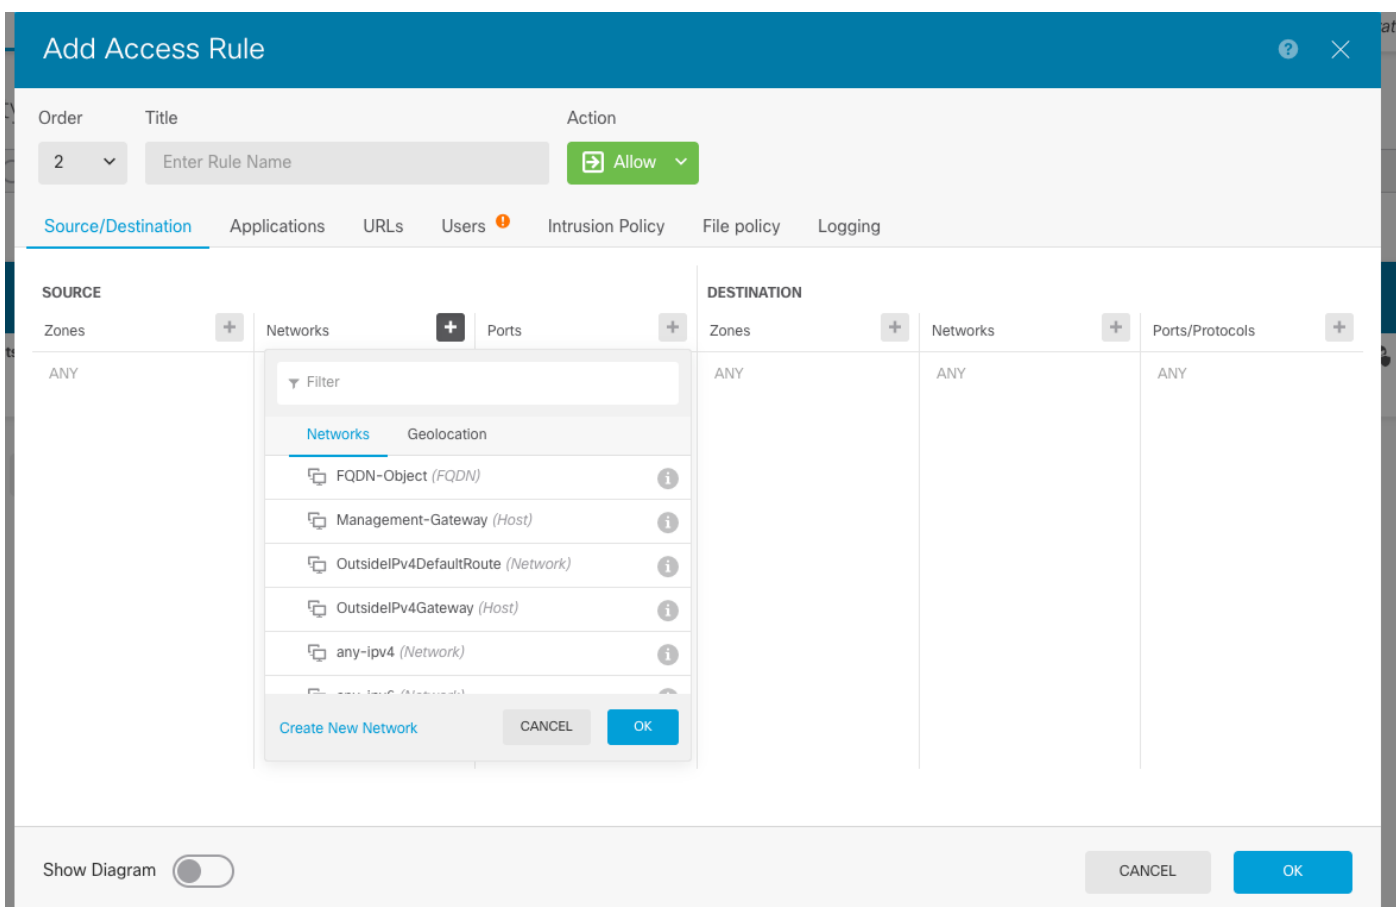 Add Access Rule
Order Title Action
2 Enter Rule Name Allow
Source/Destination Applications URLs Users Intrusion Policy File policy Logging
SOURCE DESTINATION
Zones Networks Ports Zones Networks Ports/Protocols
ANY ANY ANY ANY
Filter
Networks Geolocation
FQDN-Object (FQDN)
Management-Gateway (Host)
OutsideIPv4DefaultRoute (Network)
OutsideIPv4Gateway (Host)
any-ipv4 (Network)
any-ipv6 (Network)
Create New Network CANCEL OK
Show Diagram CANCEL OK